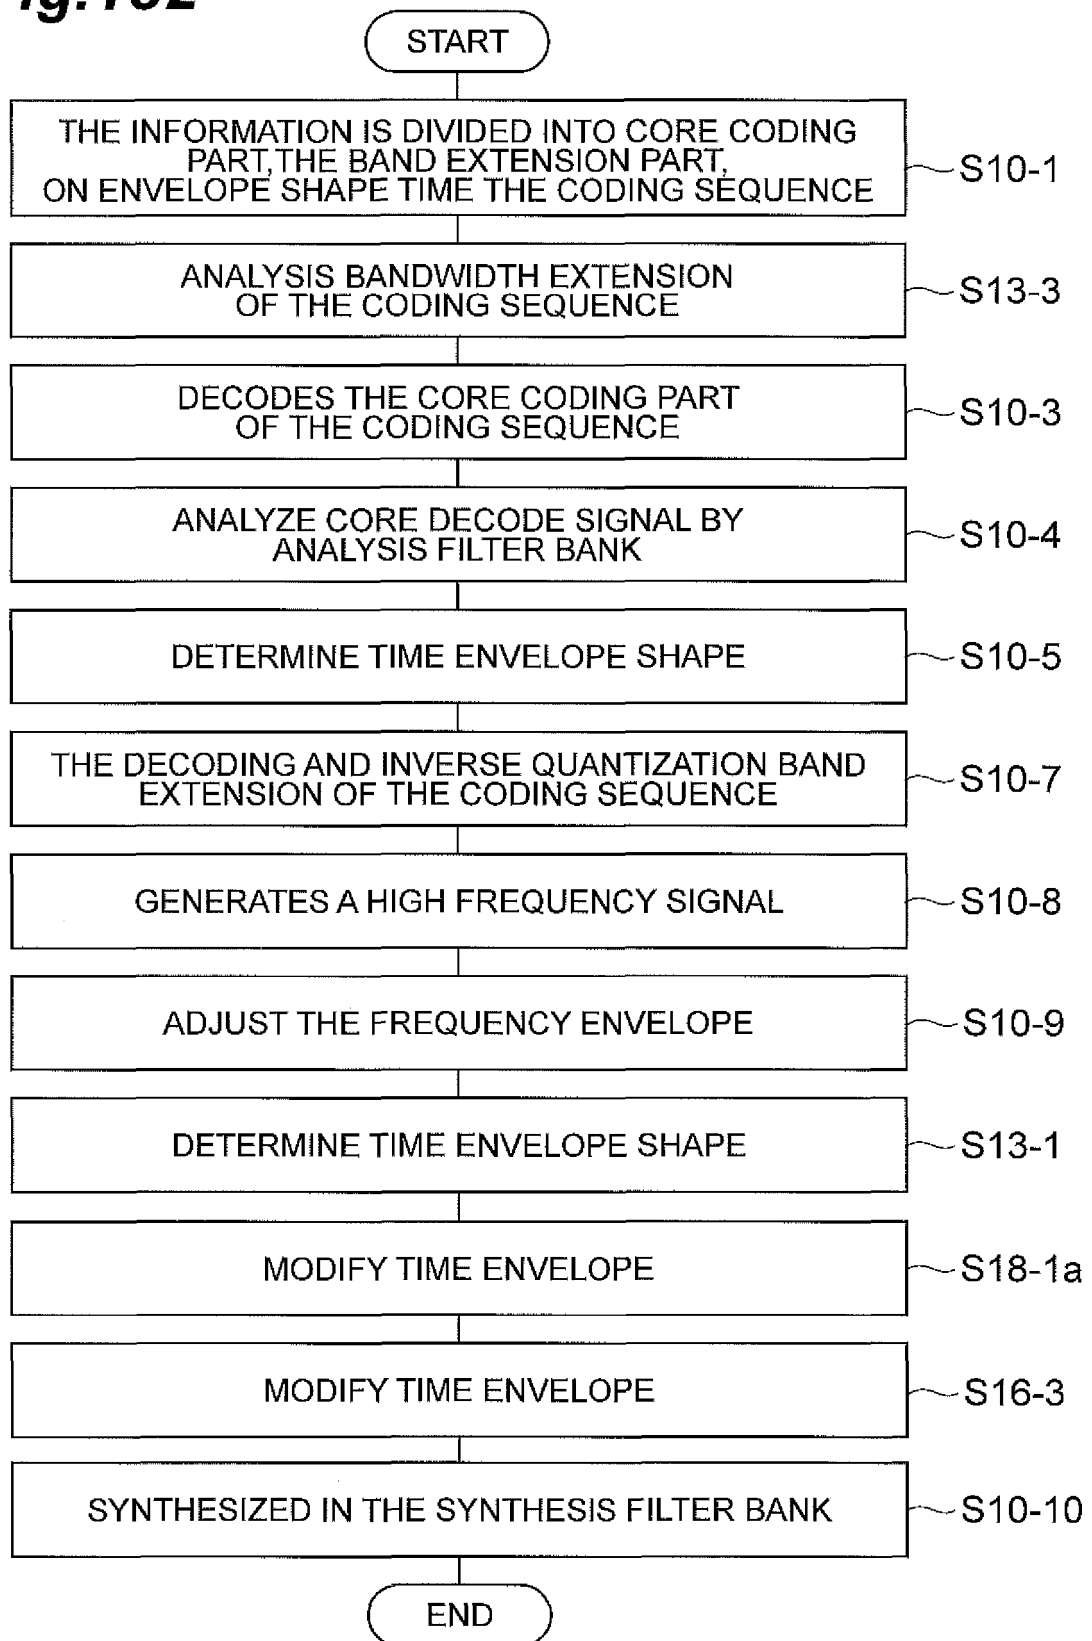 START
THE INFORMATION IS DIVIDED INTO CORE CODING
PART,THE BAND EXTENSION PART,
ON ENVELOPE SHAPE TIME THE CODING SEQUENCE
S10-1
ANALYSIS BANDWIDTH EXTENSION
OF THE CODING SEQUENCE
S13-3
DECODES THE CORE CODING PART
OF THE CODING SEQUENCE
S10-3
ANALYZE CORE DECODE SIGNAL BY
ANALYSIS FILTER BANK
S10-4
DETERMINE TIME ENVELOPE SHAPE
S10-5
THE DECODING AND INVERSE QUANTIZATION BAND
EXTENSION OF THE CODING SEQUENCE
S10-7
GENERATES A HIGH FREQUENCY SIGNAL
S10-8
ADJUST THE FREQUENCY ENVELOPE
S10-9
DETERMINE TIME ENVELOPE SHAPE
S13-1
MODIFY TIME ENVELOPE
S18-1a
MODIFY TIME ENVELOPE
S16-3
SYNTHESIZED IN THE SYNTHESIS FILTER BANK
S10-10
END